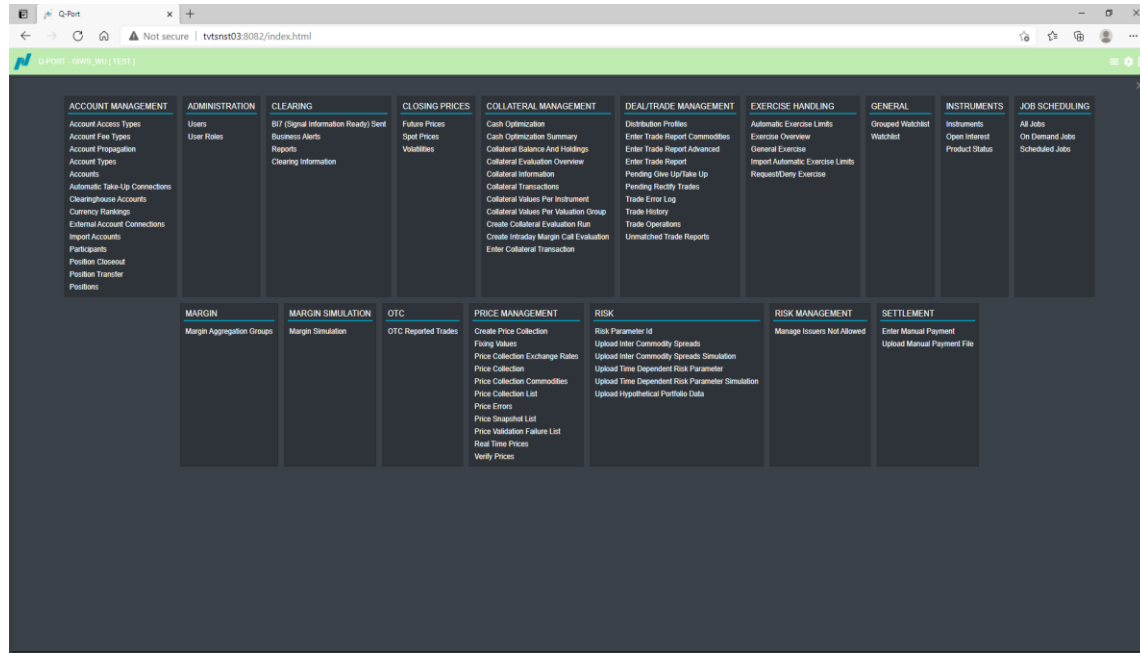 Q-Port
Not secure | tvtsnst03:8082/index.html
Q-PORT - GIWS_WU [ TEST ]
ACCOUNT MANAGEMENT
Account Access Types
Account Fee Types
Account Propagation
Account Types
Accounts
Automatic Take-Up Connections
Clearinghouse Accounts
Currency Rankings
External Account Connections
Import Accounts
Participants
Position Closeout
Position Transfer
Positions
ADMINISTRATION
Users
User Roles
CLEARING
BI7 (Signal Information Ready) Sent
Business Alerts
Reports
Clearing Information
CLOSING PRICES
Future Prices
Spot Prices
Volatilities
COLLATERAL MANAGEMENT
Cash Optimization
Cash Optimization Summary
Collateral Balance And Holdings
Collateral Evaluation Overview
Collateral Information
Collateral Transactions
Collateral Values Per Instrument
Collateral Values Per Valuation Group
Create Collateral Evaluation Run
Create Intraday Margin Call Evaluation
Enter Collateral Transaction
DEAL/TRADE MANAGEMENT
Distribution Profiles
Enter Trade Report Commodities
Enter Trade Report Advanced
Enter Trade Report
Pending Give Up/Take Up
Pending Rectify Trades
Trade Error Log
Trade History
Trade Operations
Unmatched Trade Reports
EXERCISE HANDLING
Automatic Exercise Limits
Exercise Overview
General Exercise
Import Automatic Exercise Limits
Request/Deny Exercise
GENERAL
Grouped Watchlist
Watchlist
INSTRUMENTS
Instruments
Open Interest
Product Status
JOB SCHEDULING
All Jobs
On Demand Jobs
Scheduled Jobs
MARGIN
Margin Aggregation Groups
MARGIN SIMULATION
Margin Simulation
OTC
OTC Reported Trades
PRICE MANAGEMENT
Create Price Collection
Fixing Values
Price Collection Exchange Rates
Price Collection
Price Collection Commodities
Price Collection List
Price Errors
Price Snapshot List
Price Validation Failure List
Real Time Prices
Verify Prices
RISK
Risk Parameter Id
Upload Inter Commodity Spreads
Upload Inter Commodity Spreads Simulation
Upload Time Dependent Risk Parameter
Upload Time Dependent Risk Parameter Simulation
Upload Hypothetical Portfolio Data
RISK MANAGEMENT
Manage Issuers Not Allowed
SETTLEMENT
Enter Manual Payment
Upload Manual Payment File